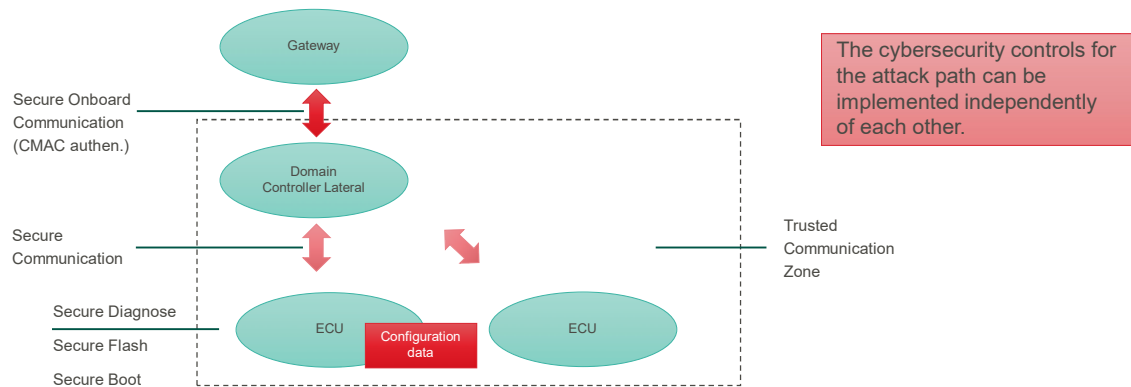 Gateway
The cybersecurity controls for
the attack path can be
implemented independently
of each other.
Secure Onboard
Communication
(CMAC authen.)
Domain
Controller Lateral
Secure
Communication
Trusted
Communication
Zone
Secure Diagnose
Secure Flash
Secure Boot
ECU
Configuration
data
ECU